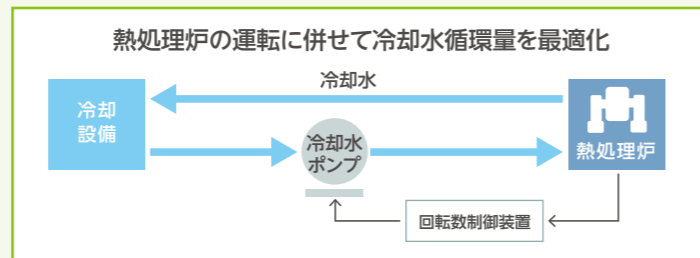 熱処理炉の運転に併せて冷却水循環量を最適化
冷却水
冷却
設備
冷却水
ポンプ
熱処理炉
回転数制御装置